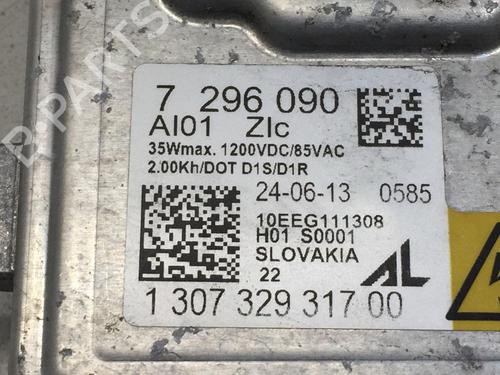 7 296 090
AI01 ZIc
35Wmax. 1200VDC/85VAC
2.00Kh/DOT D1S/D1R
24-06-13 0585
10EEG111308
H01 S0001
SLOVAKIA
22
AL
1 307 329 317 00
B-PARTS